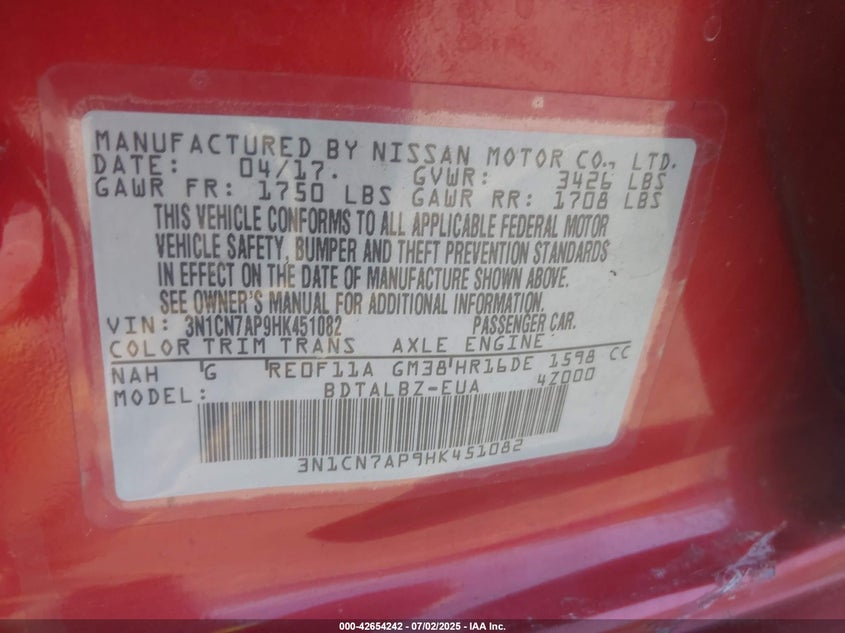 MANUFACTURED BY NISSAN MOTOR CO., LTD.
DATE: 04/17. GVWR: 3426 LBS
GAWR FR: 1750 LBS GAWR RR: 1708 LBS
THIS VEHICLE CONFORMS TO ALL APPLICABLE FEDERAL MOTOR
VEHICLE SAFETY, BUMPER AND THEFT PREVENTION STANDARDS
IN EFFECT ON THE DATE OF MANUFACTURE SHOWN ABOVE.
SEE OWNER'S MANUAL FOR ADDITIONAL INFORMATION.
VIN: 3N1CN7AP9HK451082 PASSENGER CAR.
COLOR TRIM TRANS AXLE ENGINE
NAH G RE0F11A GM38 HR16DE 1598 CC
MODEL: BDTALBZ-EUA 4Z000
3N1CN7AP9HK451082
000-42654242 - 07/02/2025 - IAA Inc.